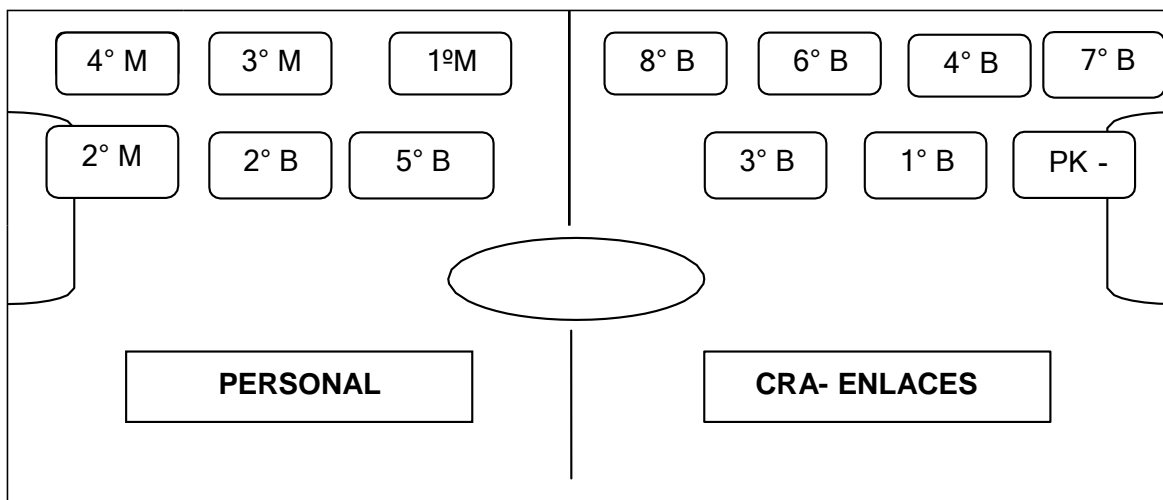 4° M
3° M
1ºM
8° B
6° B
4° B
7° B
2° M
2° B
5° B
3° B
1° B
PK -
PERSONAL
CRA- ENLACES